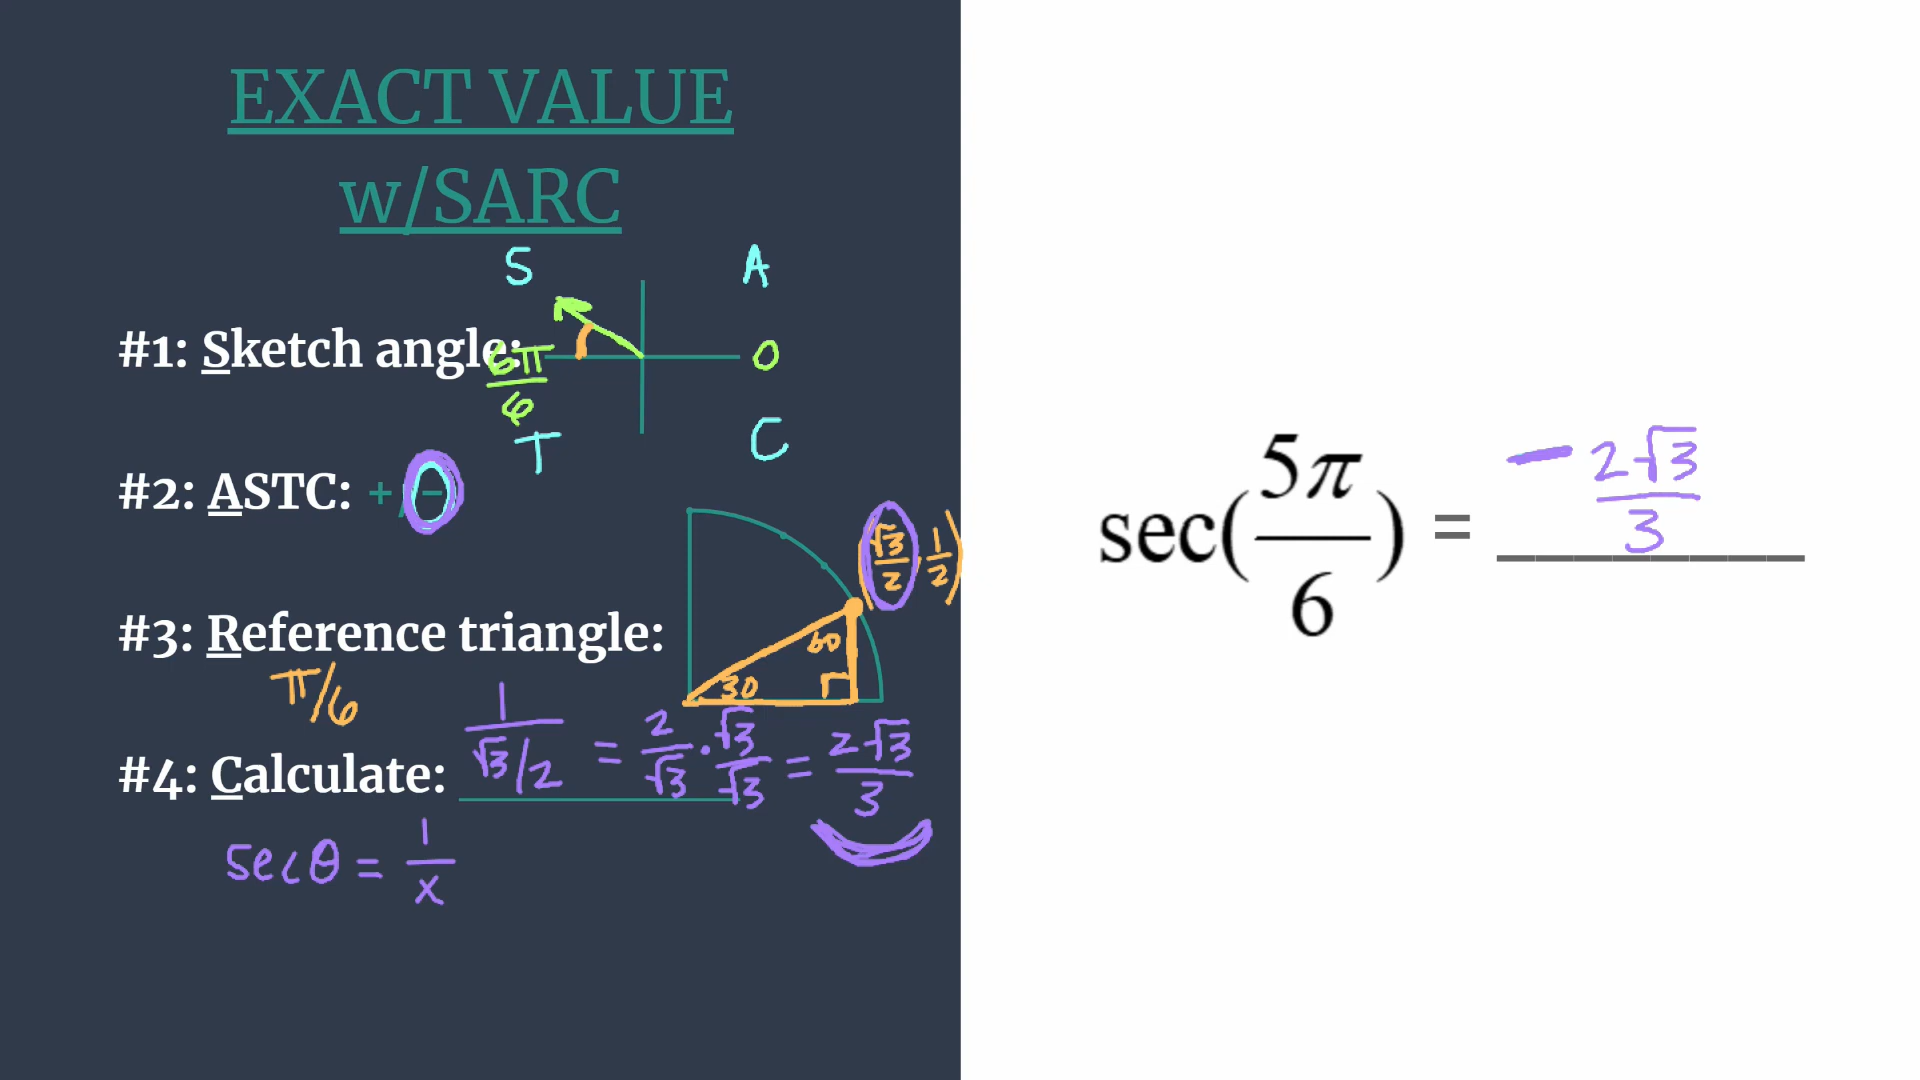 EXACT VALUE
w/SARC
S A
#1: Sketch angle:
6π/6 0
T C
#2: ASTC: +/-
(√3/2, 1/2)
#3: Reference triangle:
60
30
π/6
#4: Calculate: 1/(√3/2) = 2/√3 · √3/√3 = 2√3/3
secθ = 1/x
sec(5π/6) = -2√3/3